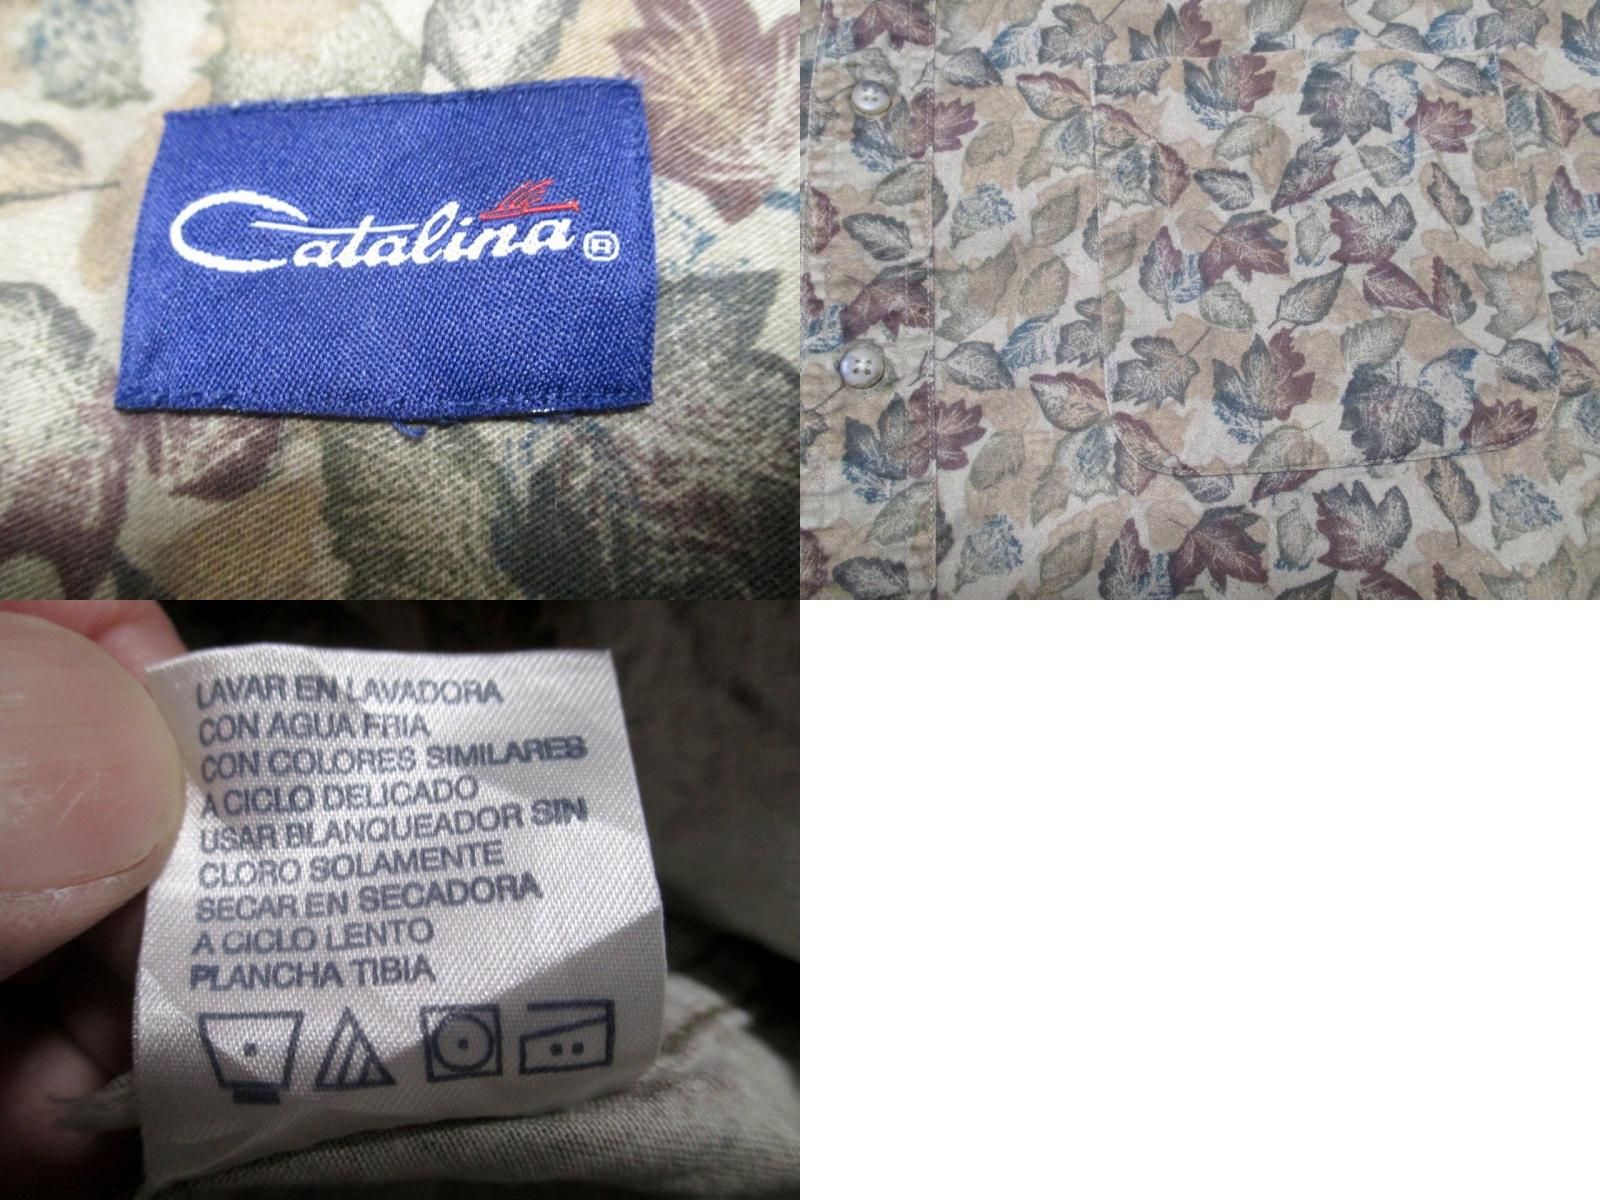 Catalina ®
LAVAR EN LAVADORA
CON AGUA FRIA
CON COLORES SIMILARES
A CICLO DELICADO
USAR BLANQUEADOR SIN
CLORO SOLAMENTE
SECAR EN SECADORA
A CICLO LENTO
PLANCHA TIBIA